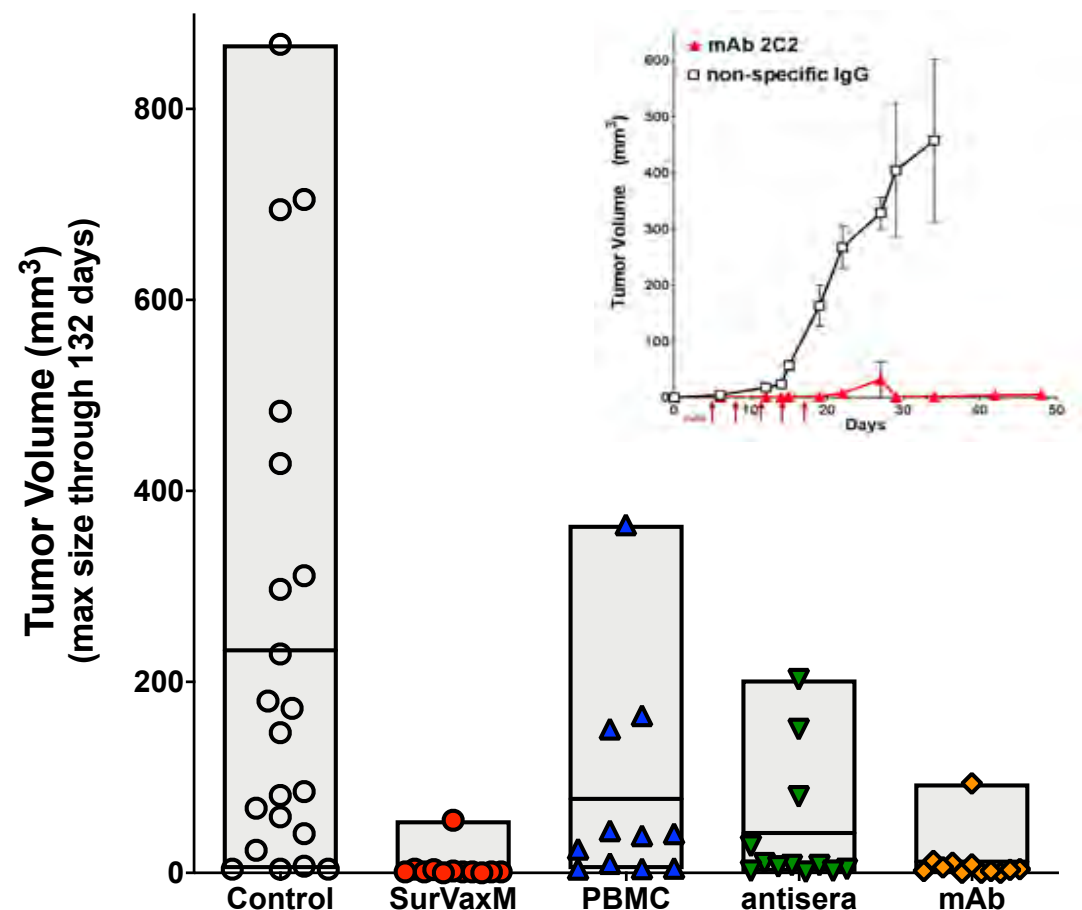 Tumor Volume (mm³)
(max size through 132 days)
800
600
400
200
0
Control SurVaxM PBMC antisera mAb
mAb 2C2
non-specific IgG
Tumor Volume (mm³)
600
500
400
300
200
100
0
0 10 20 30 40 50
Days